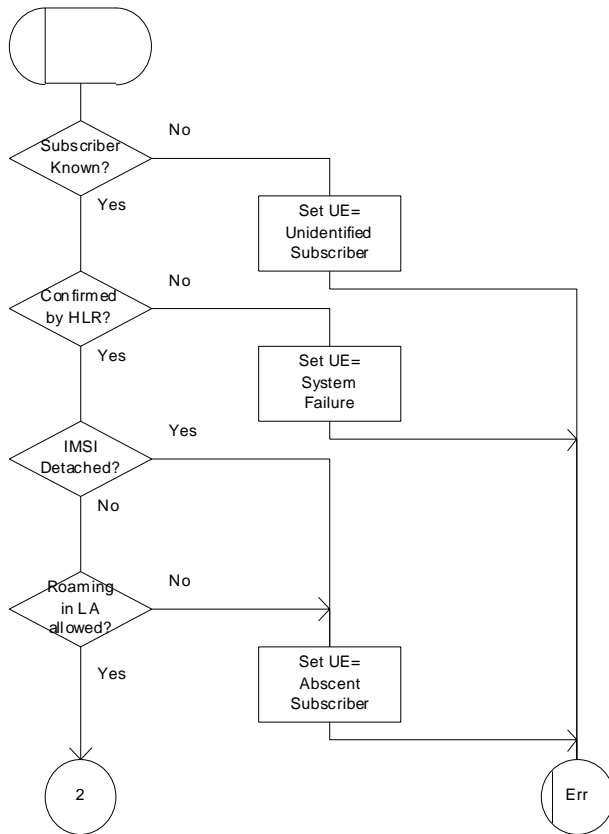 No
Subscriber
Known?
Yes
Set UE=
Unidentified
Subscriber
No
Confirmed
by HLR?
Yes
Set UE=
System
Failure
Yes
IMSI
Detached?
No
No
Roaming
in LA
allowed?
Yes
Set UE=
Abscent
Subscriber
2
Err